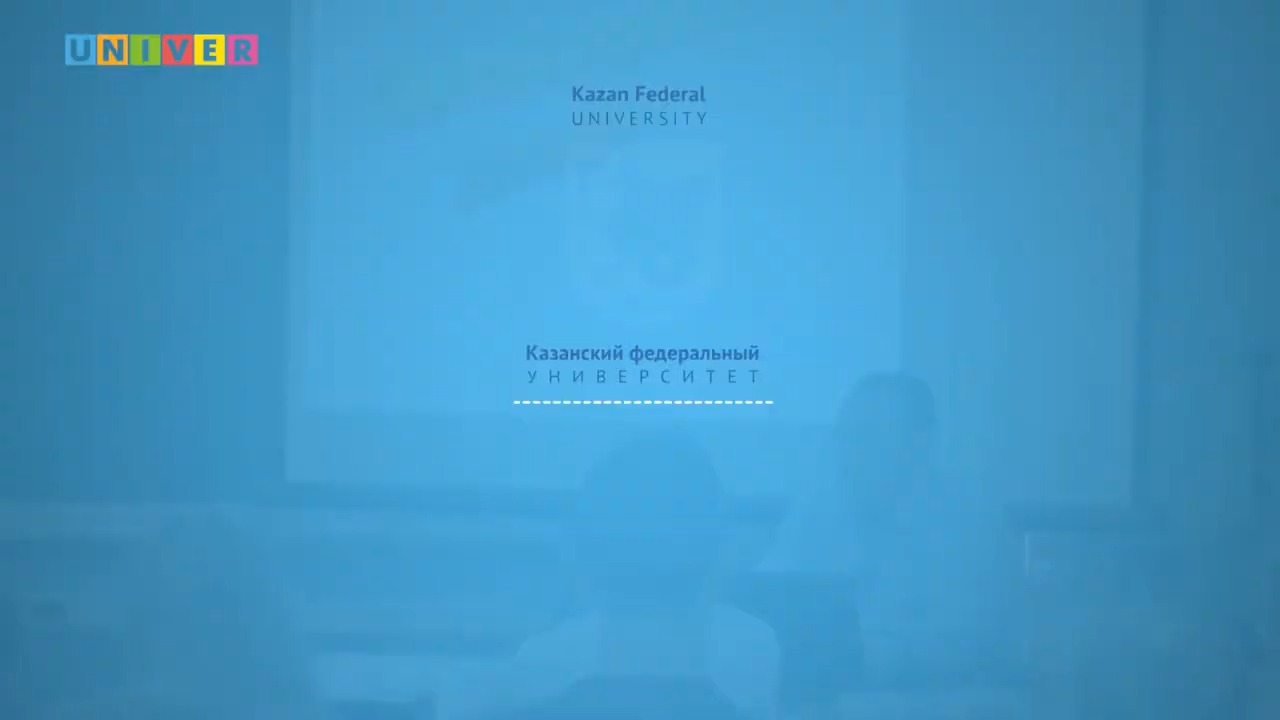 UNIVER
Kazan Federal
UNIVERSITY
Казанский федеральный
УНИВЕРСИТЕТ